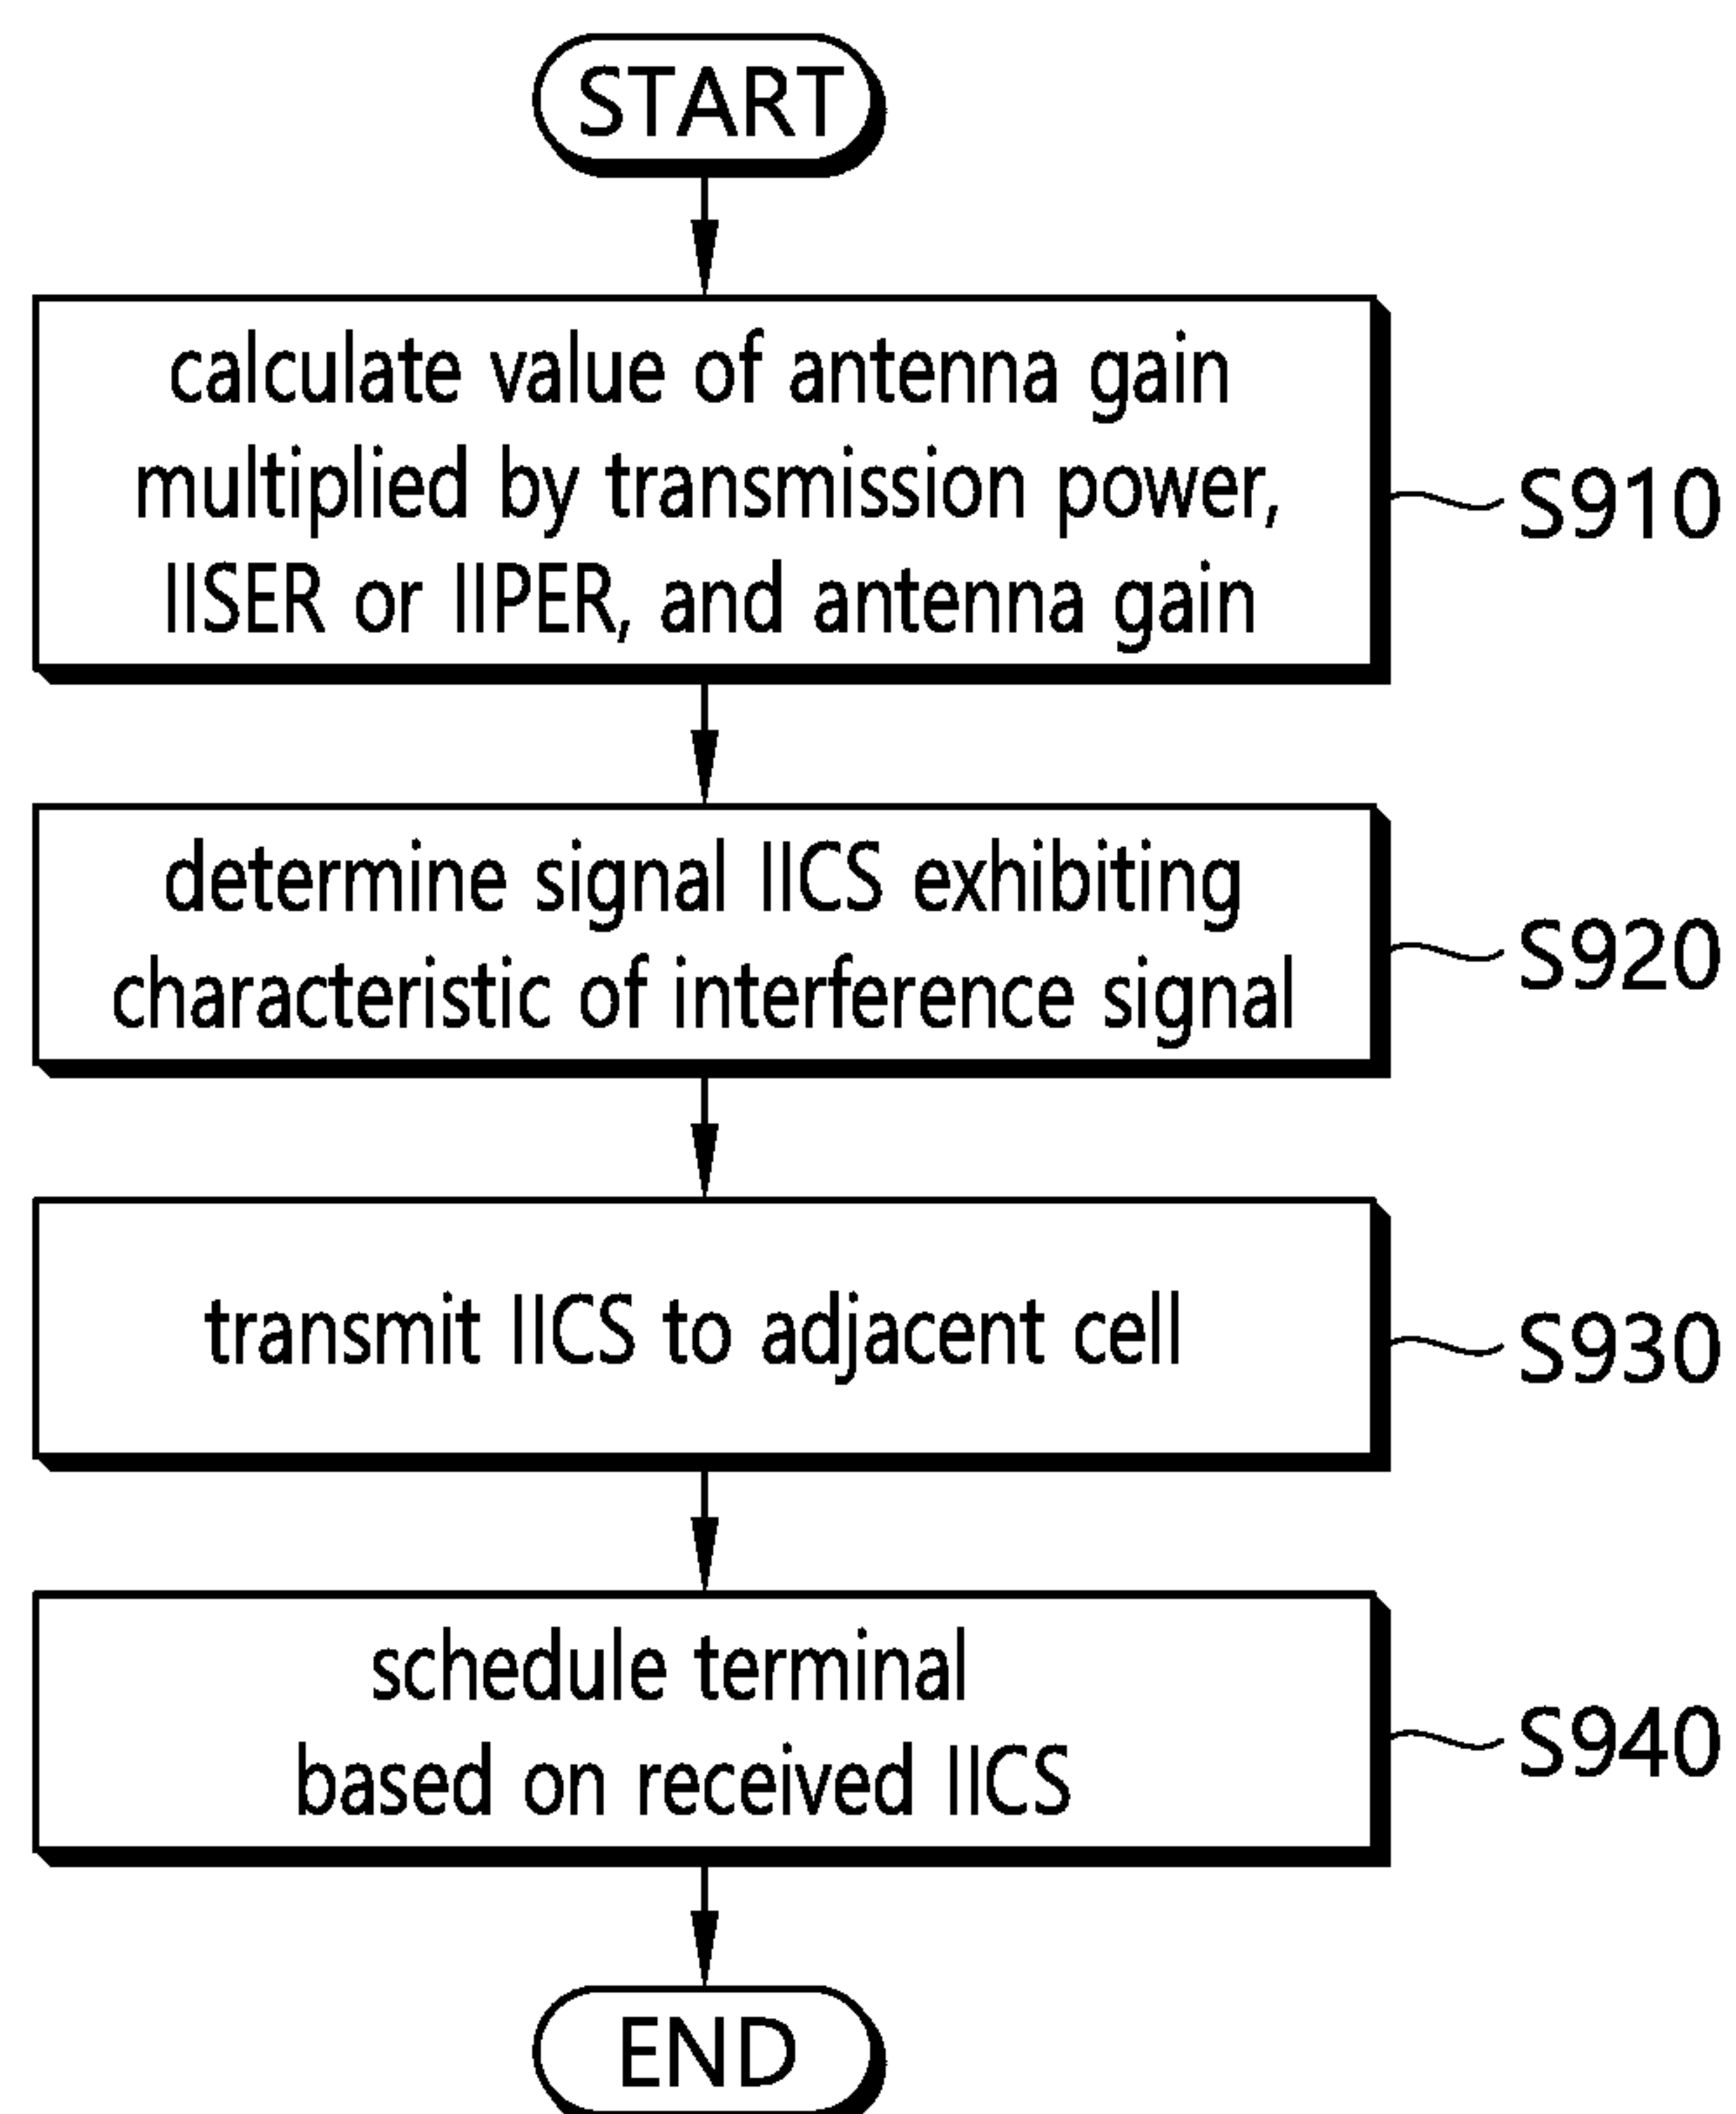 START
calculate value of antenna gain
multiplied by transmission power,
IISER or IIPER, and antenna gain
S910
determine signal IICS exhibiting
characteristic of interference signal
S920
transmit IICS to adjacent cell
S930
schedule terminal
based on received IICS
S940
END